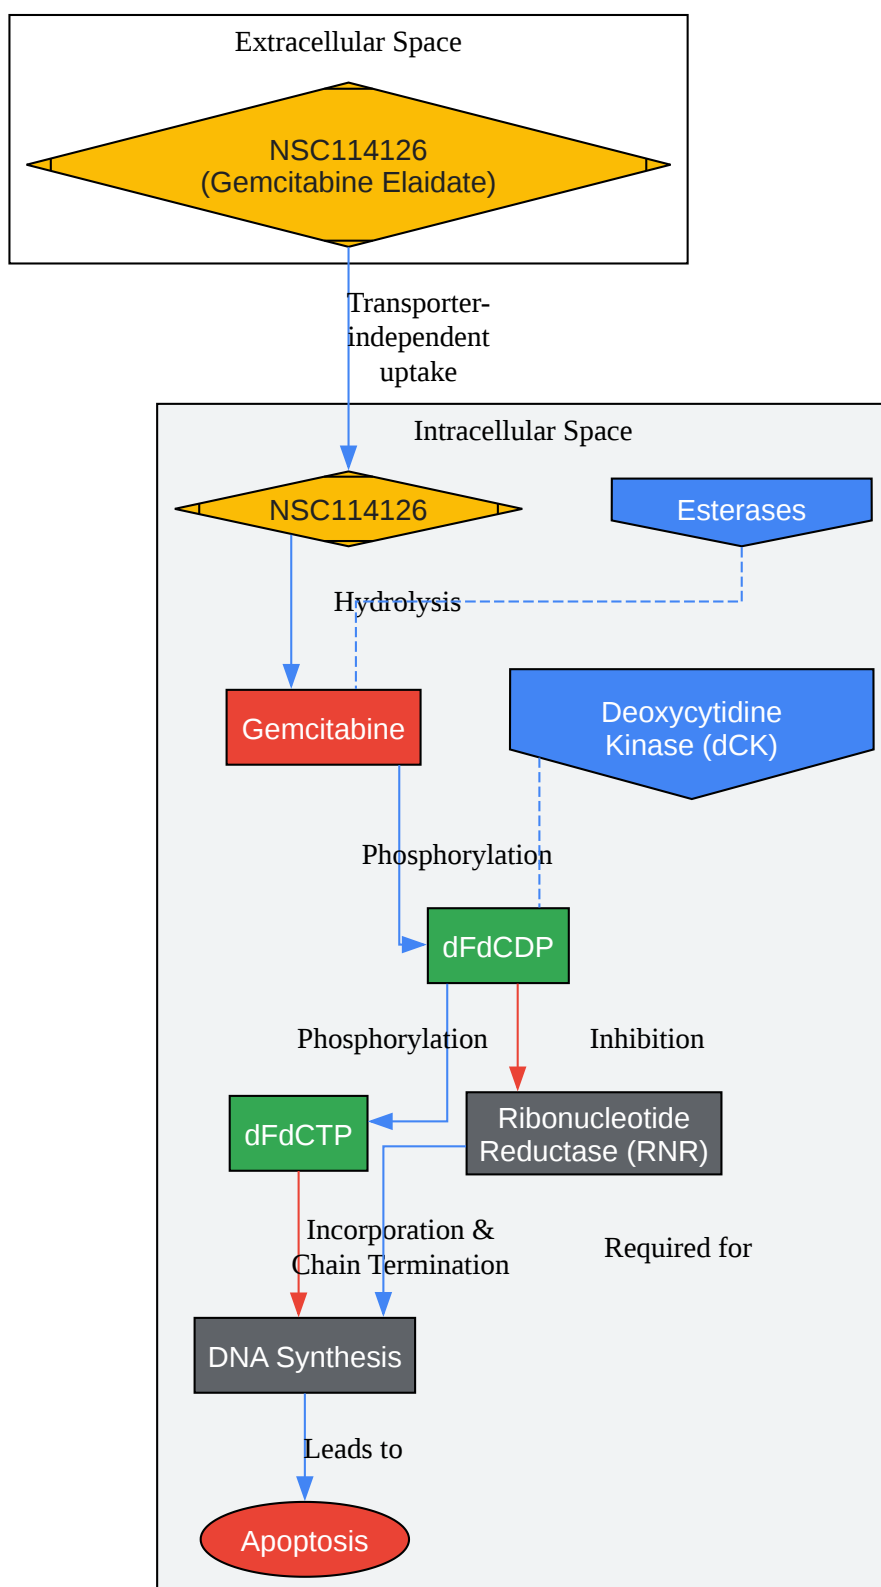 Extracellular Space
NSC114126
(Gemcitabine Elaidate)
Transporter-
independent
uptake
Intracellular Space
NSC114126
Esterases
Hydrolysis
Gemcitabine
Deoxycytidine
Kinase (dCK)
Phosphorylation
dFdCDP
Phosphorylation
Inhibition
dFdCTP
Ribonucleotide
Reductase (RNR)
Incorporation &
Chain Termination
Required for
DNA Synthesis
Leads to
Apoptosis